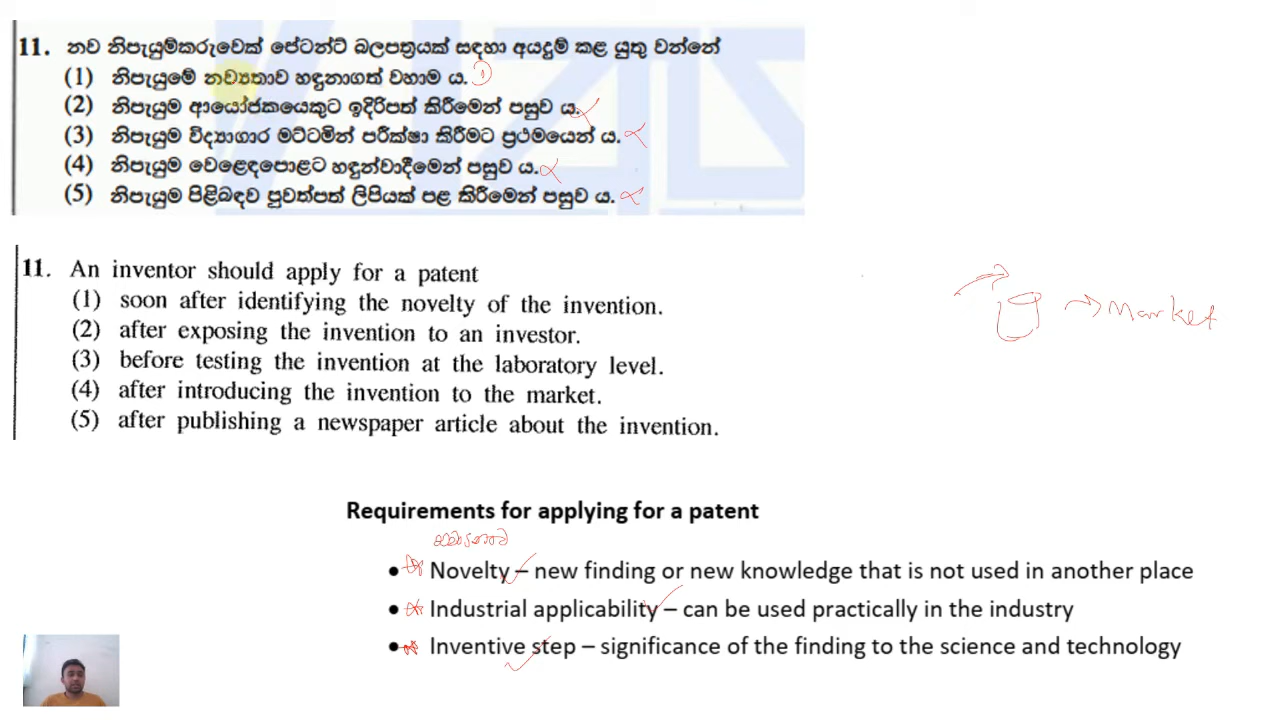 11. නව නිපැයුම්කරුවෙක් පේටන්ට් බලපත්‍රයක් සඳහා අයදුම් කළ යුතු වන්නේ
(1) නිපැයුමේ නව්‍යතාව හඳුනාගත් වහාම ය. 1
(2) නිපැයුම ආයෝජකයෙකුට ඉදිරිපත් කිරීමෙන් පසුව ය.
(3) නිපැයුම විද්‍යාගාර මට්ටමින් පරීක්ෂා කිරීමට ප්‍රථමයෙන් ය.
(4) නිපැයුම වෙළෙඳපොළට හඳුන්වාදීමෙන් පසුව ය.
(5) නිපැයුම පිළිබඳව පුවත්පත් ලිපියක් පළ කිරීමෙන් පසුව ය.
11. An inventor should apply for a patent
(1) soon after identifying the novelty of the invention.
(2) after exposing the invention to an investor.
(3) before testing the invention at the laboratory level.
(4) after introducing the invention to the market.
(5) after publishing a newspaper article about the invention.
Market
Requirements for applying for a patent
• Novelty – new finding or new knowledge that is not used in another place
• Industrial applicability – can be used practically in the industry
• Inventive step – significance of the finding to the science and technology